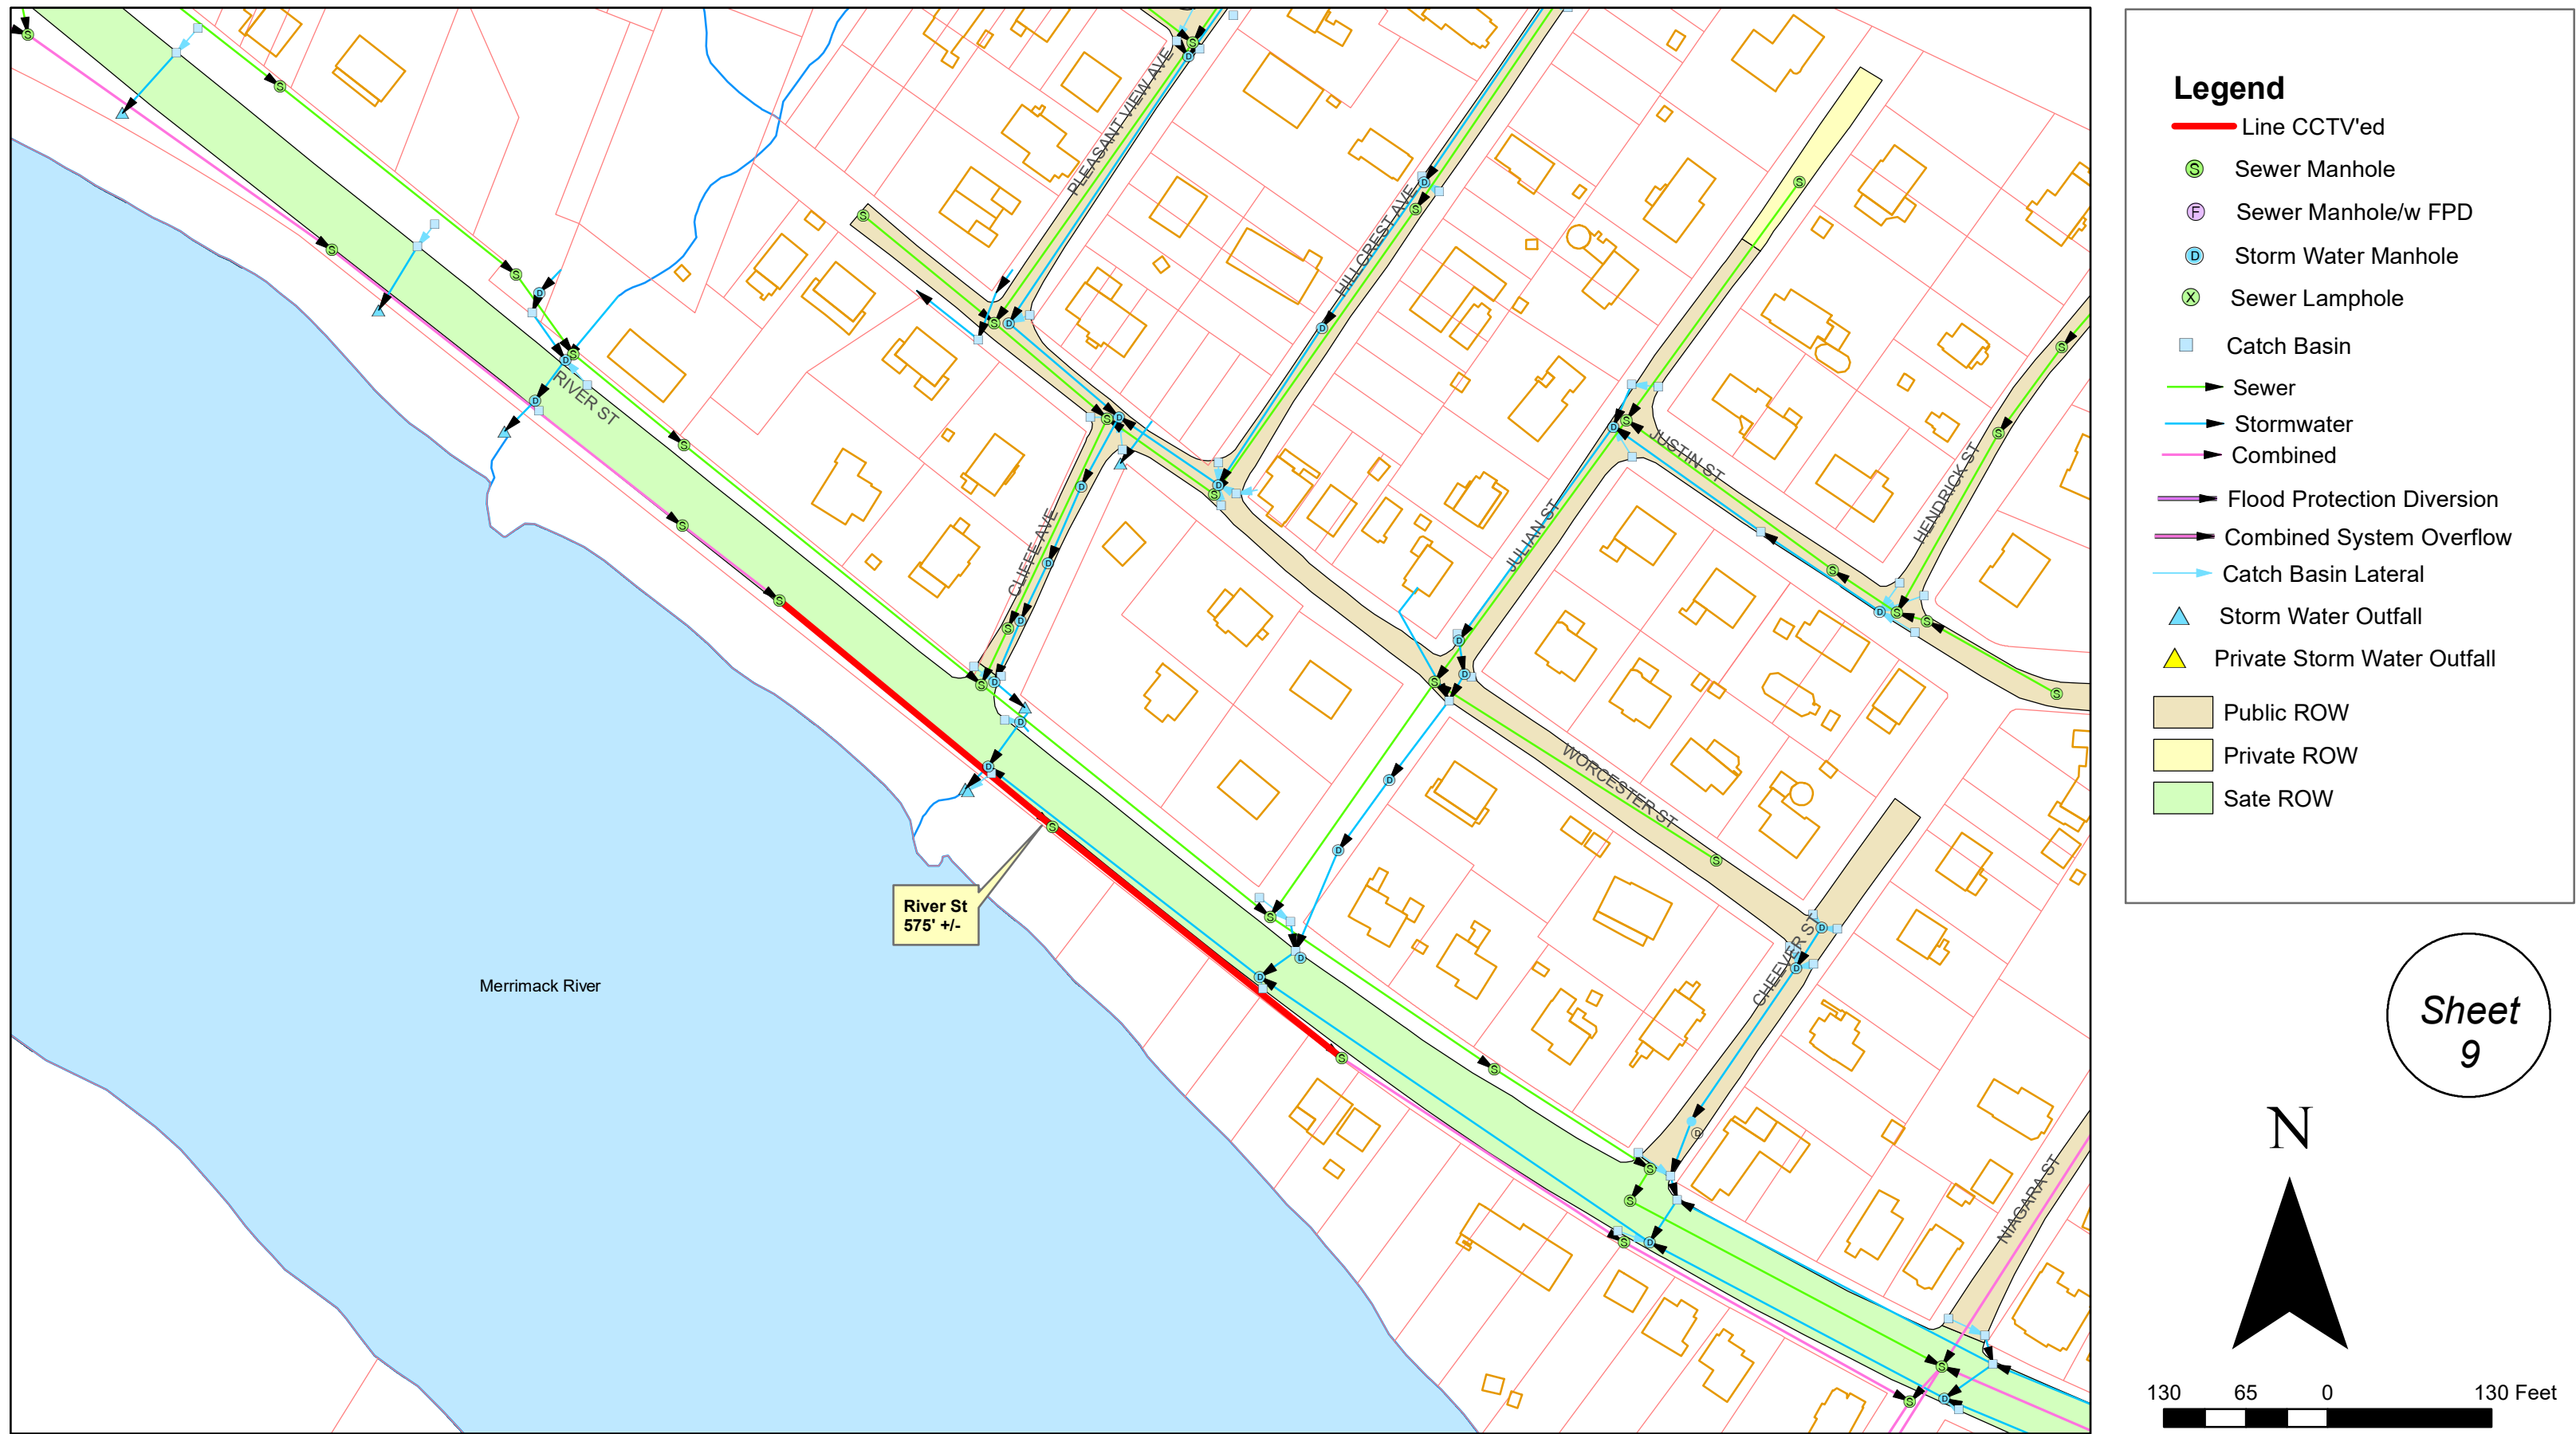 PLEASANT VIEW AVE
HILLCREST AVE
RIVER ST
CLIFFE AVE
JUSTIN ST
JULIAN ST
HENDRICK ST
WORCESTER ST
CHEEVER ST
NIAGARA ST
River St
575' +/-
Merrimack River
Legend
Line CCTV'ed
S Sewer Manhole
F Sewer Manhole/w FPD
D Storm Water Manhole
X Sewer Lamphole
Catch Basin
Sewer
Stormwater
Combined
Flood Protection Diversion
Combined System Overflow
Catch Basin Lateral
Storm Water Outfall
Private Storm Water Outfall
Public ROW
Private ROW
Sate ROW
Sheet
9
N
130 65 0 130 Feet